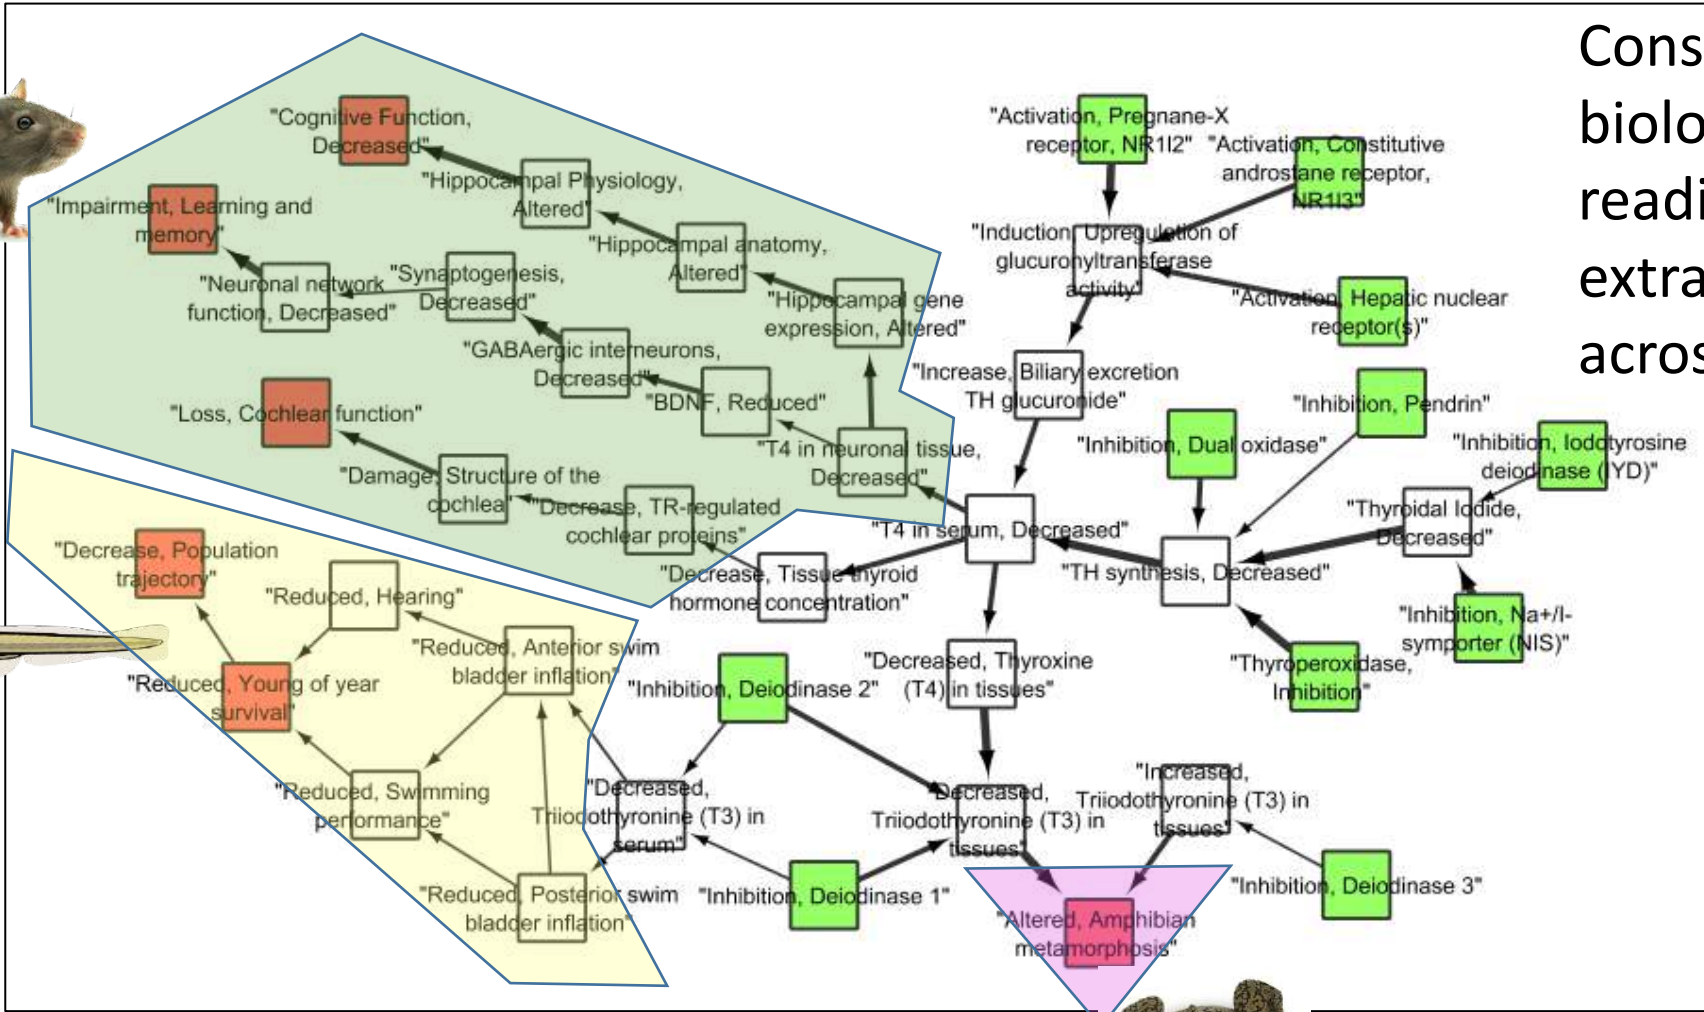 Cons
biolo
readi
extra
acros
"Cognitive Function,
Decreased"
"Hippocampal Physiology,
Altered"
"Impairment, Learning and
memory"
"Hippocampal anatomy,
Altered"
"Neuronal network
function, Decreased"
"Synaptogenesis,
Decreased"
"Hippocampal gene
expression, Altered"
"GABAergic interneurons,
Decreased"
"BDNF, Reduced"
"Loss, Cochlear function"
"T4 in neuronal tissue,
Decreased"
"Damage, Structure of the
cochlea"
"Decrease, TR-regulated
cochlear proteins"
"Activation, Pregnane-X
receptor, NR1I2"
"Activation, Constitutive
androstane receptor,
NR1I3"
"Induction, Upregulation of
glucuronyltransferase
activity"
"Activation, Hepatic nuclear
receptor(s)"
"Increase, Biliary excretion
TH glucuronide"
"Inhibition, Pendrin"
"Inhibition, Dual oxidase"
"Inhibition, Iodotyrosine
deiodinase (IYD)"
"Thyroidal Iodide,
Decreased"
"T4 in serum, Decreased"
"TH synthesis, Decreased"
"Decrease, Tissue thyroid
hormone concentration"
"Inhibition, Na+/I-
symporter (NIS)"
"Thyroperoxidase,
Inhibition"
"Decreased, Thyroxine
(T4) in tissues"
"Decrease, Population
trajectory"
"Reduced, Hearing"
"Reduced, Anterior swim
bladder inflation"
"Reduced, Young of year
survival"
"Inhibition, Deiodinase 2"
"Reduced, Swimming
performance"
"Decreased,
Triiodothyronine (T3) in
serum"
"Decreased,
Triiodothyronine (T3) in
tissues"
"Increased,
Triiodothyronine (T3) in
tissues"
"Reduced, Posterior swim
bladder inflation"
"Inhibition, Deiodinase 1"
"Inhibition, Deiodinase 3"
"Altered, Amphibian
metamorphosis"